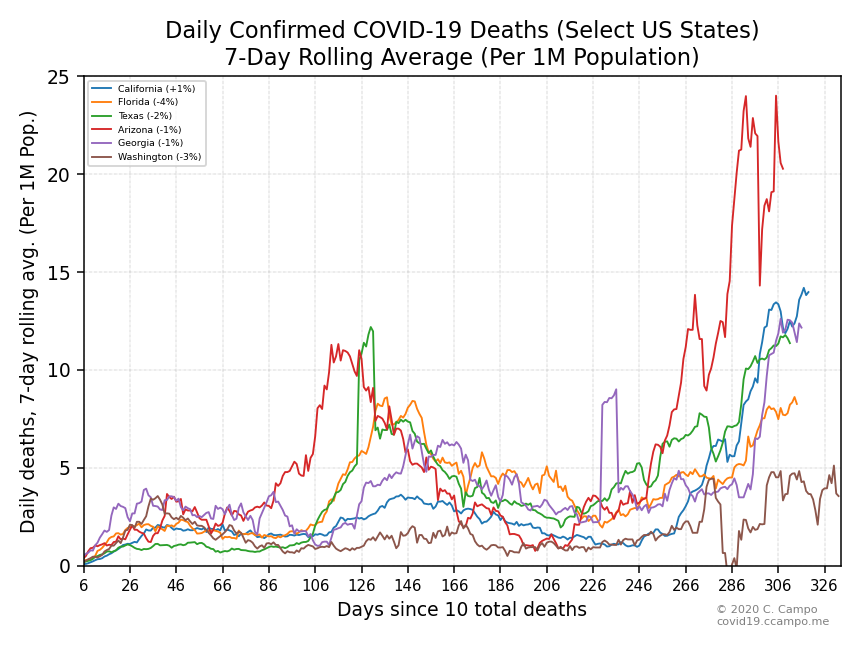 Daily Confirmed COVID-19 Deaths (Select US States)
7-Day Rolling Average (Per 1M Population)
Daily deaths, 7-day rolling avg. (Per 1M Pop.)
25
20
15
10
5
0
California (+1%)
Florida (-4%)
Texas (-2%)
Arizona (-1%)
Georgia (-1%)
Washington (-3%)
6 26 46 66 86 106 126 146 166 186 206 226 246 266 286 306 326
Days since 10 total deaths
© 2020 C. Campo
covid19.ccampo.me